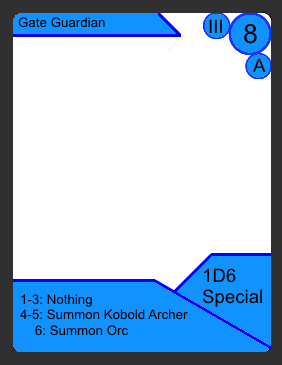 Gate Guardian
III
8
A
1D6
Special
1-3: Nothing
4-5: Summon Kobold Archer
6: Summon Orc